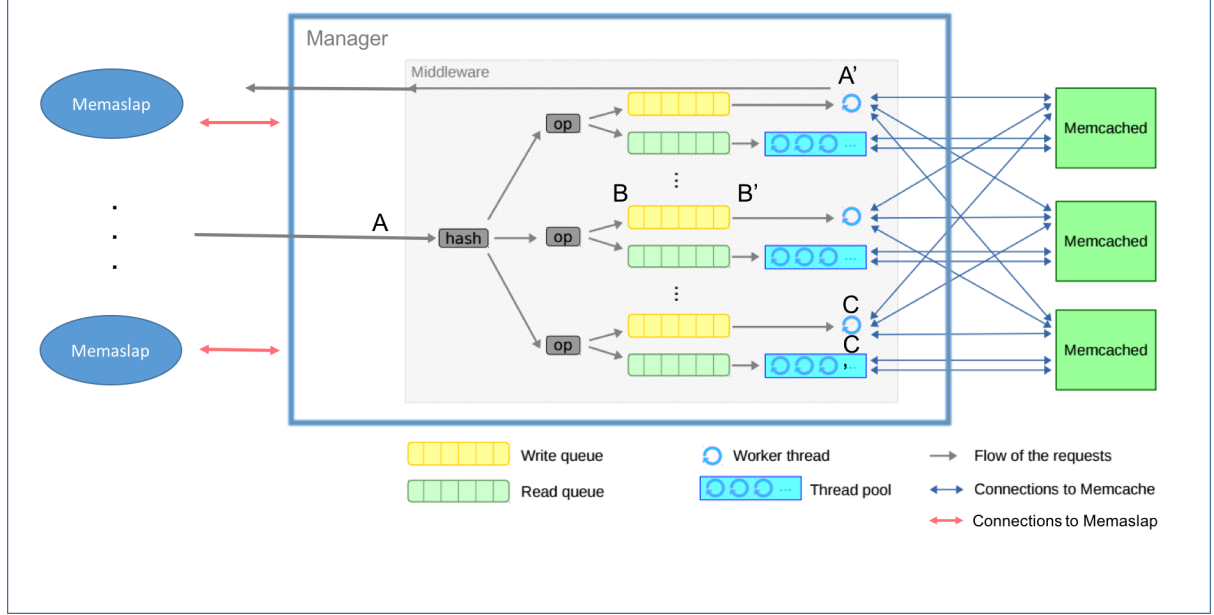 Manager
Middleware
A’
Memaslap
op
Memcached
...
...
B
B’
A
hash
op
...
Memcached
.
.
.
...
C
op
Memaslap
C
’...
Memcached
Write queue
Worker thread
Flow of the requests
Read queue
...
Thread pool
Connections to Memcache
Connections to Memaslap